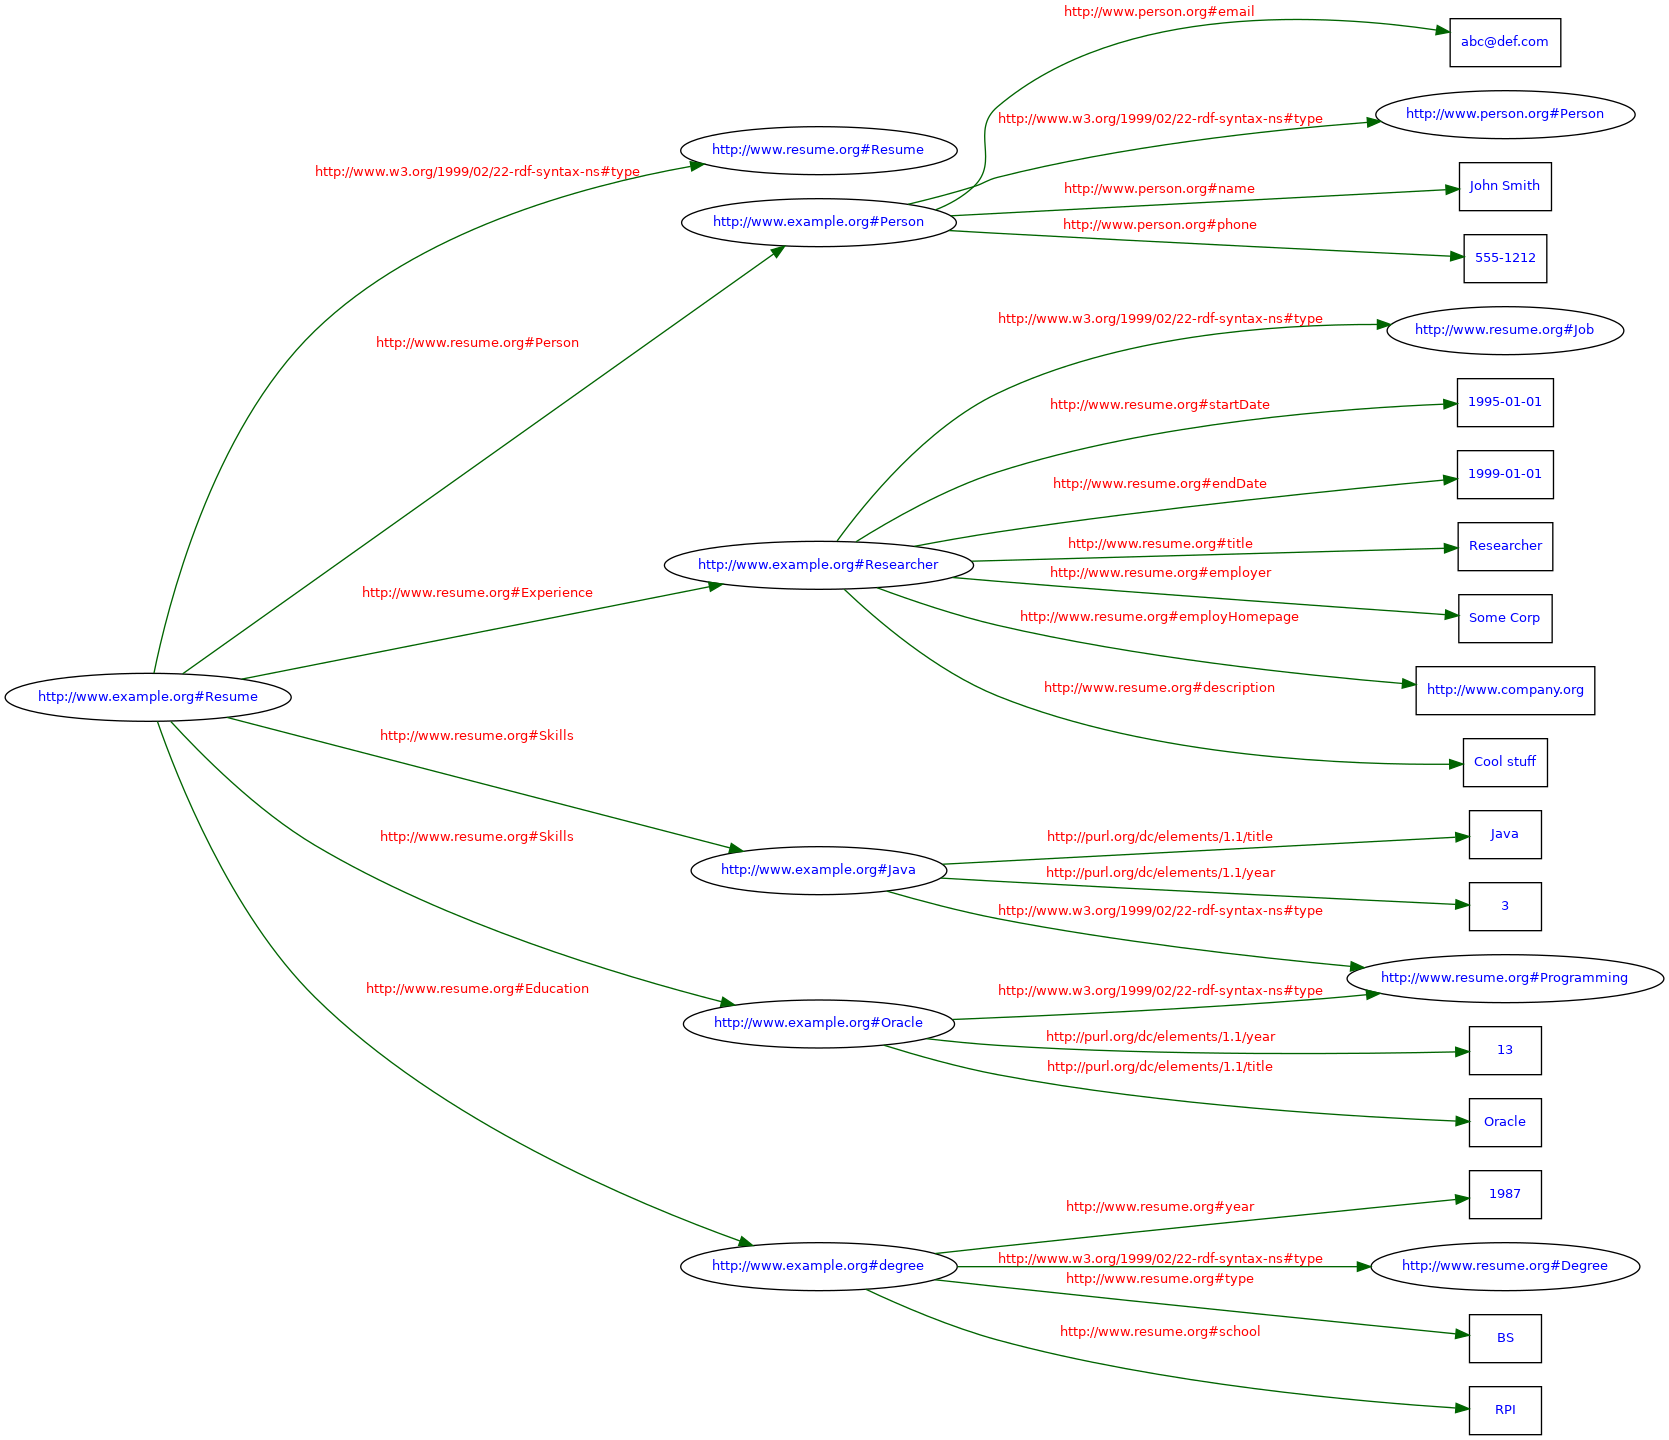 http://www.person.org#email
abc@def.com
http://www.w3.org/1999/02/22-rdf-syntax-ns#type
http://www.person.org#Person
http://www.resume.org#Resume
http://www.w3.org/1999/02/22-rdf-syntax-ns#type
http://www.person.org#name
John Smith
http://www.example.org#Person
http://www.person.org#phone
555-1212
http://www.w3.org/1999/02/22-rdf-syntax-ns#type
http://www.resume.org#Job
http://www.resume.org#Person
http://www.resume.org#startDate
1995-01-01
http://www.resume.org#endDate
1999-01-01
http://www.resume.org#title
Researcher
http://www.example.org#Researcher
http://www.resume.org#employer
http://www.resume.org#Experience
http://www.resume.org#employHomepage
Some Corp
http://www.example.org#Resume
http://www.resume.org#description
http://www.company.org
http://www.resume.org#Skills
Cool stuff
http://www.resume.org#Skills
http://purl.org/dc/elements/1.1/title
Java
http://www.example.org#Java
http://purl.org/dc/elements/1.1/year
3
http://www.w3.org/1999/02/22-rdf-syntax-ns#type
http://www.resume.org#Programming
http://www.resume.org#Education
http://www.w3.org/1999/02/22-rdf-syntax-ns#type
http://www.example.org#Oracle
http://purl.org/dc/elements/1.1/year
13
http://purl.org/dc/elements/1.1/title
Oracle
http://www.resume.org#year
1987
http://www.example.org#degree
http://www.w3.org/1999/02/22-rdf-syntax-ns#type
http://www.resume.org#Degree
http://www.resume.org#type
BS
http://www.resume.org#school
RPI